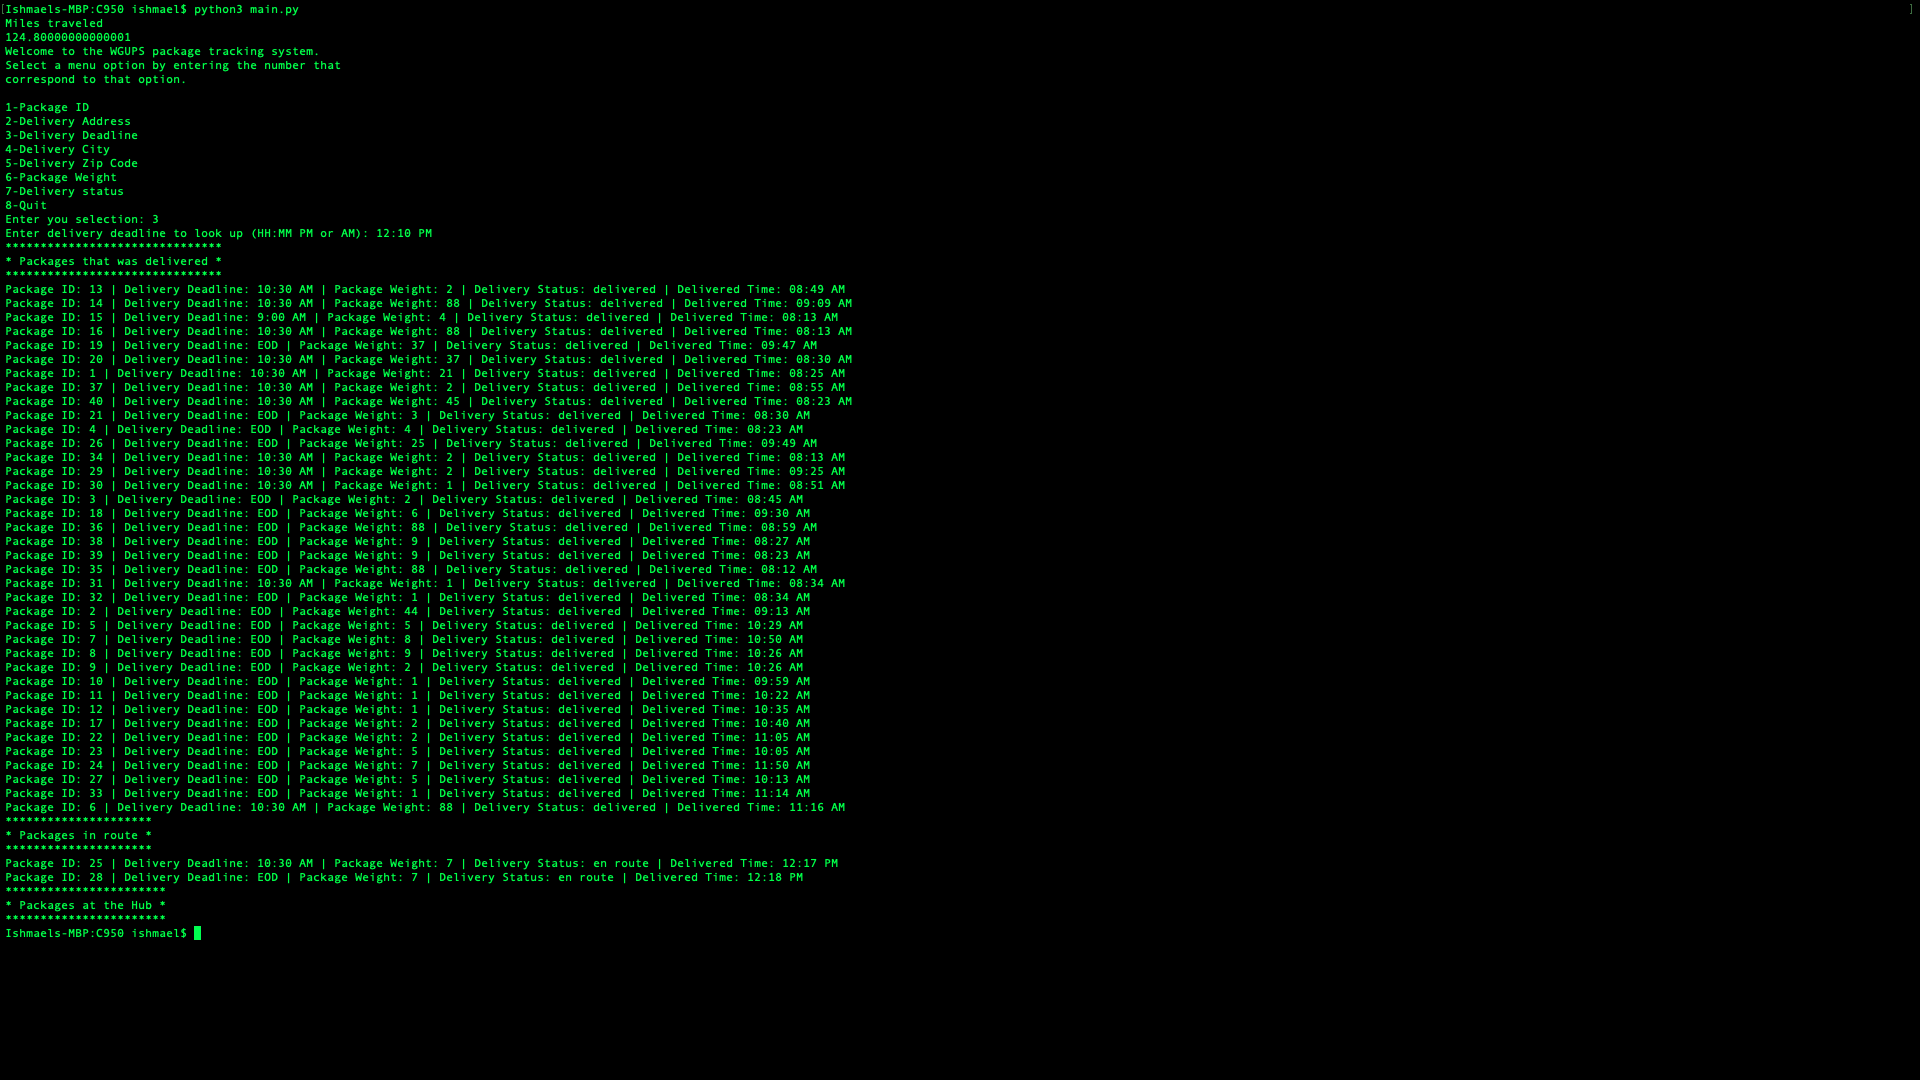 [Ishmaels-MBP:C950 ishmael$ python3 main.py ]
Miles traveled
124.80000000000001
Welcome to the WGUPS package tracking system.
Select a menu option by entering the number that
correspond to that option.
1-Package ID
2-Delivery Address
3-Delivery Deadline
4-Delivery City
5-Delivery Zip Code
6-Package Weight
7-Delivery status
8-Quit
Enter you selection: 3
Enter delivery deadline to look up (HH:MM PM or AM): 12:10 PM
*******************************
* Packages that was delivered *
*******************************
Package ID: 13 | Delivery Deadline: 10:30 AM | Package Weight: 2 | Delivery Status: delivered | Delivered Time: 08:49 AM
Package ID: 14 | Delivery Deadline: 10:30 AM | Package Weight: 88 | Delivery Status: delivered | Delivered Time: 09:09 AM
Package ID: 15 | Delivery Deadline: 9:00 AM | Package Weight: 4 | Delivery Status: delivered | Delivered Time: 08:13 AM
Package ID: 16 | Delivery Deadline: 10:30 AM | Package Weight: 88 | Delivery Status: delivered | Delivered Time: 08:13 AM
Package ID: 19 | Delivery Deadline: EOD | Package Weight: 37 | Delivery Status: delivered | Delivered Time: 09:47 AM
Package ID: 20 | Delivery Deadline: 10:30 AM | Package Weight: 37 | Delivery Status: delivered | Delivered Time: 08:30 AM
Package ID: 1 | Delivery Deadline: 10:30 AM | Package Weight: 21 | Delivery Status: delivered | Delivered Time: 08:25 AM
Package ID: 37 | Delivery Deadline: 10:30 AM | Package Weight: 2 | Delivery Status: delivered | Delivered Time: 08:55 AM
Package ID: 40 | Delivery Deadline: 10:30 AM | Package Weight: 45 | Delivery Status: delivered | Delivered Time: 08:23 AM
Package ID: 21 | Delivery Deadline: EOD | Package Weight: 3 | Delivery Status: delivered | Delivered Time: 08:30 AM
Package ID: 4 | Delivery Deadline: EOD | Package Weight: 4 | Delivery Status: delivered | Delivered Time: 08:23 AM
Package ID: 26 | Delivery Deadline: EOD | Package Weight: 25 | Delivery Status: delivered | Delivered Time: 09:49 AM
Package ID: 34 | Delivery Deadline: 10:30 AM | Package Weight: 2 | Delivery Status: delivered | Delivered Time: 08:13 AM
Package ID: 29 | Delivery Deadline: 10:30 AM | Package Weight: 2 | Delivery Status: delivered | Delivered Time: 09:25 AM
Package ID: 30 | Delivery Deadline: 10:30 AM | Package Weight: 1 | Delivery Status: delivered | Delivered Time: 08:51 AM
Package ID: 3 | Delivery Deadline: EOD | Package Weight: 2 | Delivery Status: delivered | Delivered Time: 08:45 AM
Package ID: 18 | Delivery Deadline: EOD | Package Weight: 6 | Delivery Status: delivered | Delivered Time: 09:30 AM
Package ID: 36 | Delivery Deadline: EOD | Package Weight: 88 | Delivery Status: delivered | Delivered Time: 08:59 AM
Package ID: 38 | Delivery Deadline: EOD | Package Weight: 9 | Delivery Status: delivered | Delivered Time: 08:27 AM
Package ID: 39 | Delivery Deadline: EOD | Package Weight: 9 | Delivery Status: delivered | Delivered Time: 08:23 AM
Package ID: 35 | Delivery Deadline: EOD | Package Weight: 88 | Delivery Status: delivered | Delivered Time: 08:12 AM
Package ID: 31 | Delivery Deadline: 10:30 AM | Package Weight: 1 | Delivery Status: delivered | Delivered Time: 08:34 AM
Package ID: 32 | Delivery Deadline: EOD | Package Weight: 1 | Delivery Status: delivered | Delivered Time: 08:34 AM
Package ID: 2 | Delivery Deadline: EOD | Package Weight: 44 | Delivery Status: delivered | Delivered Time: 09:13 AM
Package ID: 5 | Delivery Deadline: EOD | Package Weight: 5 | Delivery Status: delivered | Delivered Time: 10:29 AM
Package ID: 7 | Delivery Deadline: EOD | Package Weight: 8 | Delivery Status: delivered | Delivered Time: 10:50 AM
Package ID: 8 | Delivery Deadline: EOD | Package Weight: 9 | Delivery Status: delivered | Delivered Time: 10:26 AM
Package ID: 9 | Delivery Deadline: EOD | Package Weight: 2 | Delivery Status: delivered | Delivered Time: 10:26 AM
Package ID: 10 | Delivery Deadline: EOD | Package Weight: 1 | Delivery Status: delivered | Delivered Time: 09:59 AM
Package ID: 11 | Delivery Deadline: EOD | Package Weight: 1 | Delivery Status: delivered | Delivered Time: 10:22 AM
Package ID: 12 | Delivery Deadline: EOD | Package Weight: 1 | Delivery Status: delivered | Delivered Time: 10:35 AM
Package ID: 17 | Delivery Deadline: EOD | Package Weight: 2 | Delivery Status: delivered | Delivered Time: 10:40 AM
Package ID: 22 | Delivery Deadline: EOD | Package Weight: 2 | Delivery Status: delivered | Delivered Time: 11:05 AM
Package ID: 23 | Delivery Deadline: EOD | Package Weight: 5 | Delivery Status: delivered | Delivered Time: 10:05 AM
Package ID: 24 | Delivery Deadline: EOD | Package Weight: 7 | Delivery Status: delivered | Delivered Time: 11:50 AM
Package ID: 27 | Delivery Deadline: EOD | Package Weight: 5 | Delivery Status: delivered | Delivered Time: 10:13 AM
Package ID: 33 | Delivery Deadline: EOD | Package Weight: 1 | Delivery Status: delivered | Delivered Time: 11:14 AM
Package ID: 6 | Delivery Deadline: 10:30 AM | Package Weight: 88 | Delivery Status: delivered | Delivered Time: 11:16 AM
*********************
* Packages in route *
*********************
Package ID: 25 | Delivery Deadline: 10:30 AM | Package Weight: 7 | Delivery Status: en route | Delivered Time: 12:17 PM
Package ID: 28 | Delivery Deadline: EOD | Package Weight: 7 | Delivery Status: en route | Delivered Time: 12:18 PM
***********************
* Packages at the Hub *
***********************
Ishmaels-MBP:C950 ishmael$